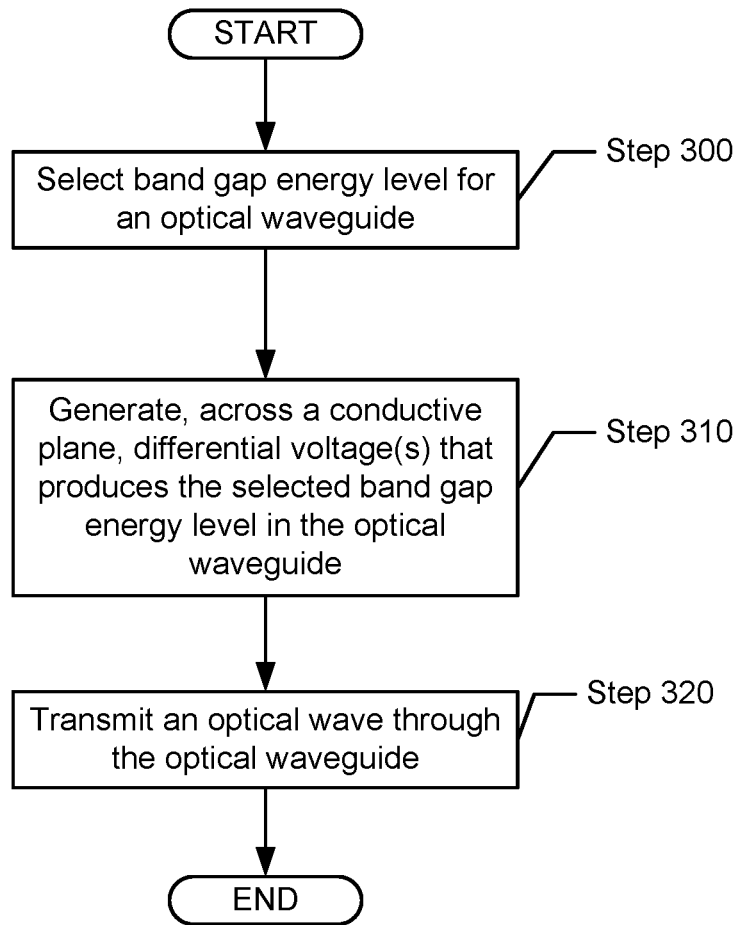 START
Step 300
Select band gap energy level for
an optical waveguide
Step 310
Generate, across a conductive
plane, differential voltage(s) that
produces the selected band gap
energy level in the optical
waveguide
Step 320
Transmit an optical wave through
the optical waveguide
END